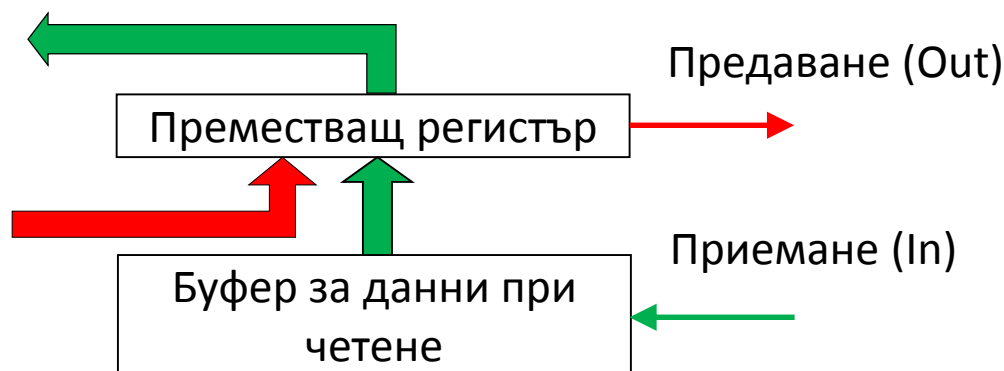 Предаване (Out)
Преместващ регистър
Приемане (In)
Буфер за данни при
четене